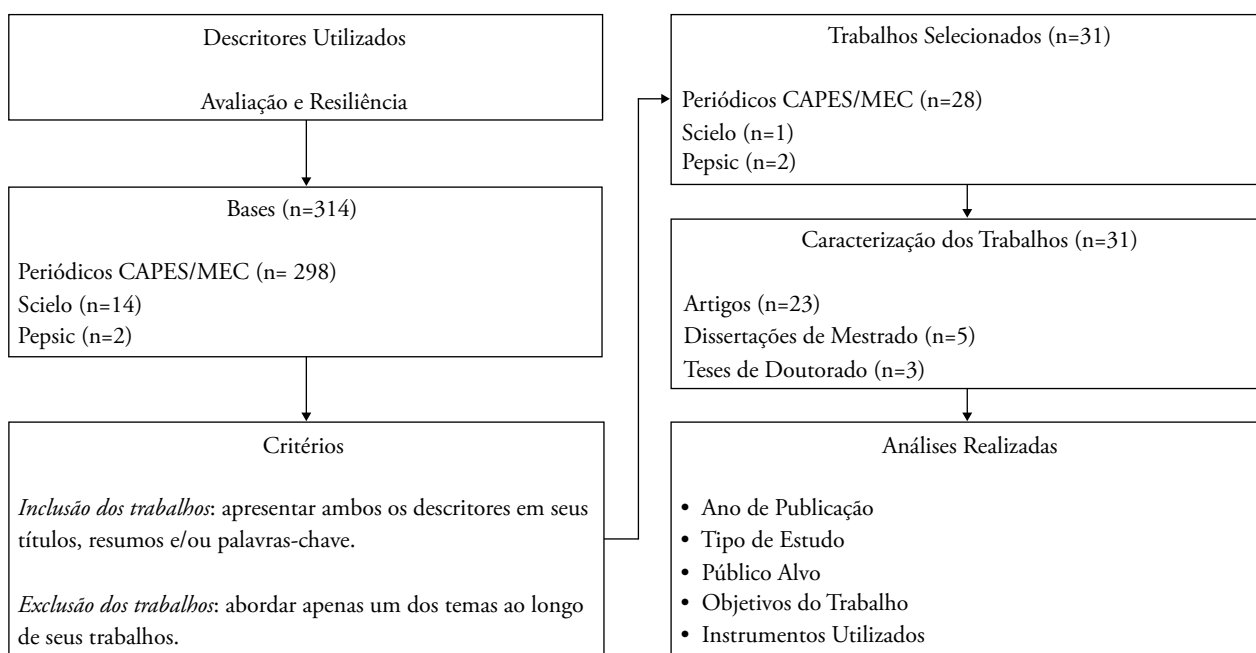 Descritores Utilizados
Avaliação e Resiliência
Bases (n=314)
Periódicos CAPES/MEC (n= 298)
Scielo (n=14)
Pepsic (n=2)
Critérios
Inclusão dos trabalhos: apresentar ambos os descritores em seus
títulos, resumos e/ou palavras-chave.
Exclusão dos trabalhos: abordar apenas um dos temas ao longo
de seus trabalhos.
Trabalhos Selecionados (n=31)
Periódicos CAPES/MEC (n=28)
Scielo (n=1)
Pepsic (n=2)
Caracterização dos Trabalhos (n=31)
Artigos (n=23)
Dissertações de Mestrado (n=5)
Teses de Doutorado (n=3)
Análises Realizadas
• Ano de Publicação
• Tipo de Estudo
• Público Alvo
• Objetivos do Trabalho
• Instrumentos Utilizados